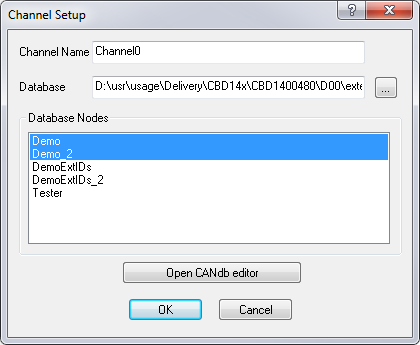 Channel Setup
Channel Name Channel0
Database D:\usr\usage\Delivery\CBD14x\CBD1400480\D00\exte ...
Database Nodes
Demo
Demo_2
DemoExtIDs
DemoExtIDs_2
Tester
Open CANdb editor
OK Cancel